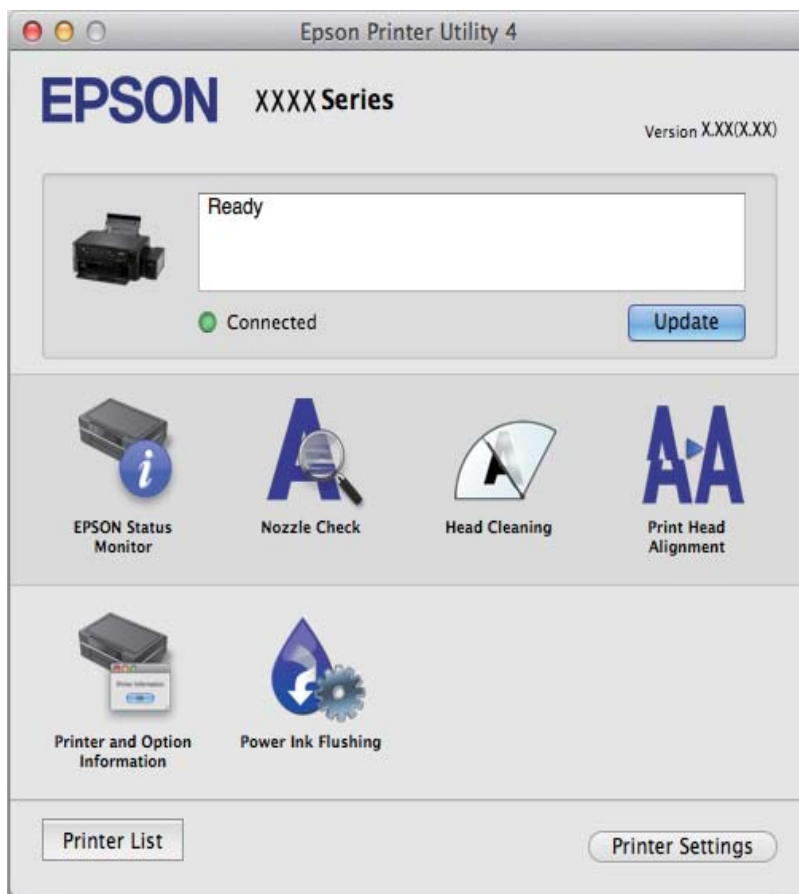 Epson Printer Utility 4
EPSON XXXX Series
Version X.XX(X.XX)
Ready
Connected
Update
EPSON Status
Monitor
Nozzle Check
Head Cleaning
Print Head
Alignment
Printer and Option
Information
Power Ink Flushing
Printer List
Printer Settings